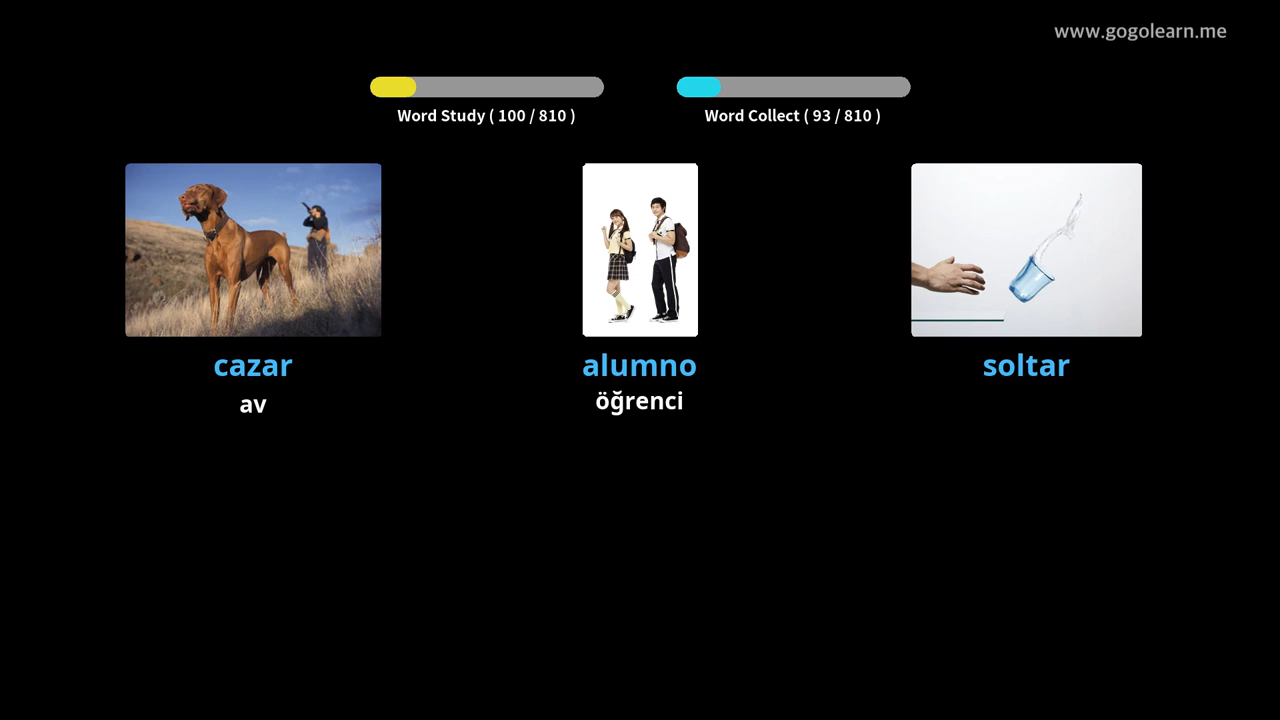 www.gogolearn.me
Word Study ( 100 / 810 )
Word Collect ( 93 / 810 )
cazar
av
alumno
öğrenci
soltar